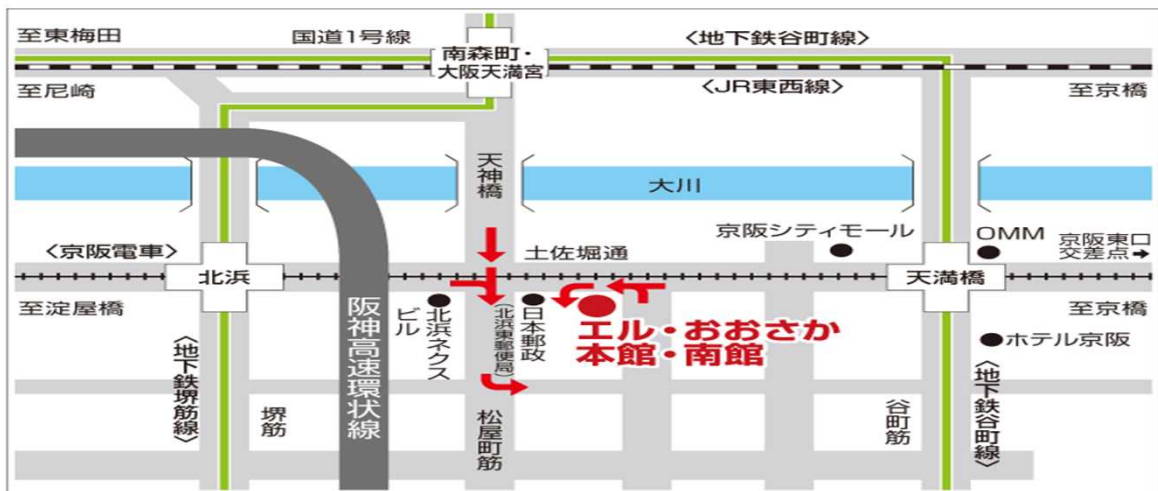 至東梅田
国道1号線
南森町・
大阪天満宮
〈地下鉄谷町線〉
至尼崎
〈JR東西線〉
至京橋
天神橋
大川
〈京阪電車〉
北浜
土佐堀通
京阪シティモール
OMM
京阪東口
交差点➡
天満橋
至淀屋橋
阪神高速環状線
北浜ネクス
ビル
日本郵政
(北浜東郵便局)
エル・おおさか
本館・南館
至京橋
ホテル京阪
〈地下鉄堺筋線〉
堺筋
松屋町筋
谷町筋
〈地下鉄谷町線〉